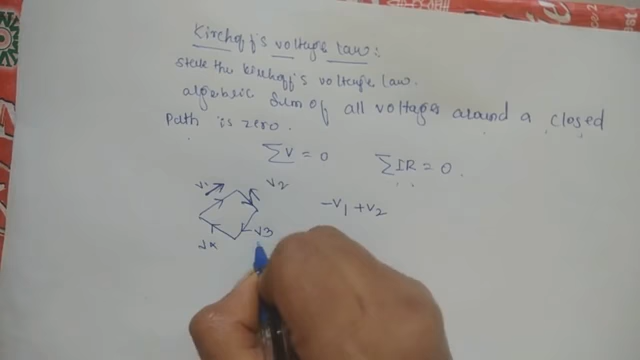 Kirchoff's voltage law:
state the kirchoff's voltage law.
algebric sum of all voltages around a closed
path is zero.
∑V = 0 ∑IR = 0.
V1 V2
-V1 +V2
V3
V4